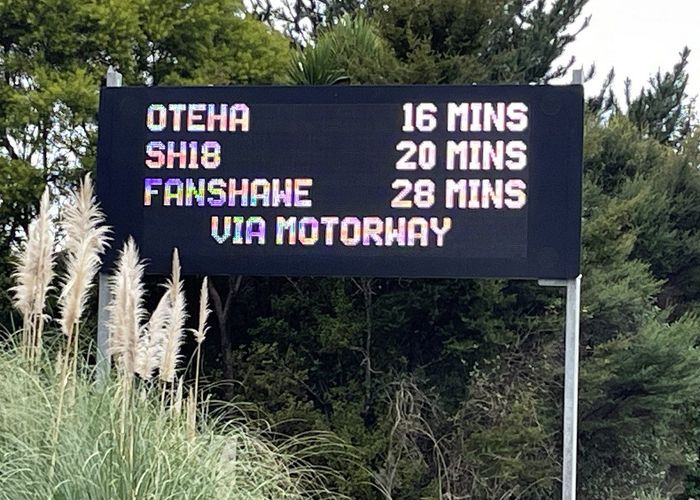 OTEHA 16 MINS
SH18 20 MINS
FANSHAWE 28 MINS
VIA MOTORWAY